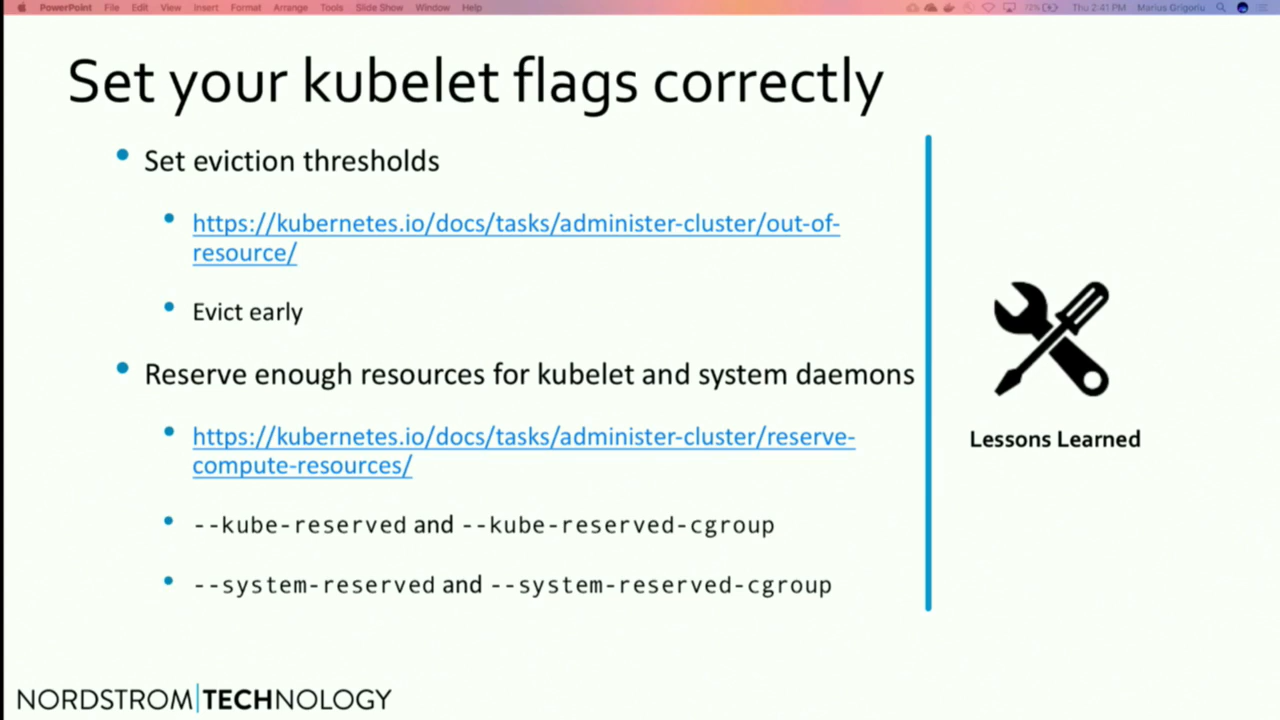 PowerPoint File Edit View Insert Format Arrange Tools Slide Show Window Help 72% Thu 2:41 PM Marius Grigoriu
Set your kubelet flags correctly
• Set eviction thresholds
• https://kubernetes.io/docs/tasks/administer-cluster/out-of-
resource/
• Evict early
• Reserve enough resources for kubelet and system daemons
• https://kubernetes.io/docs/tasks/administer-cluster/reserve-
compute-resources/
• --kube-reserved and --kube-reserved-cgroup
• --system-reserved and --system-reserved-cgroup
Lessons Learned
NORDSTROM|TECHNOLOGY